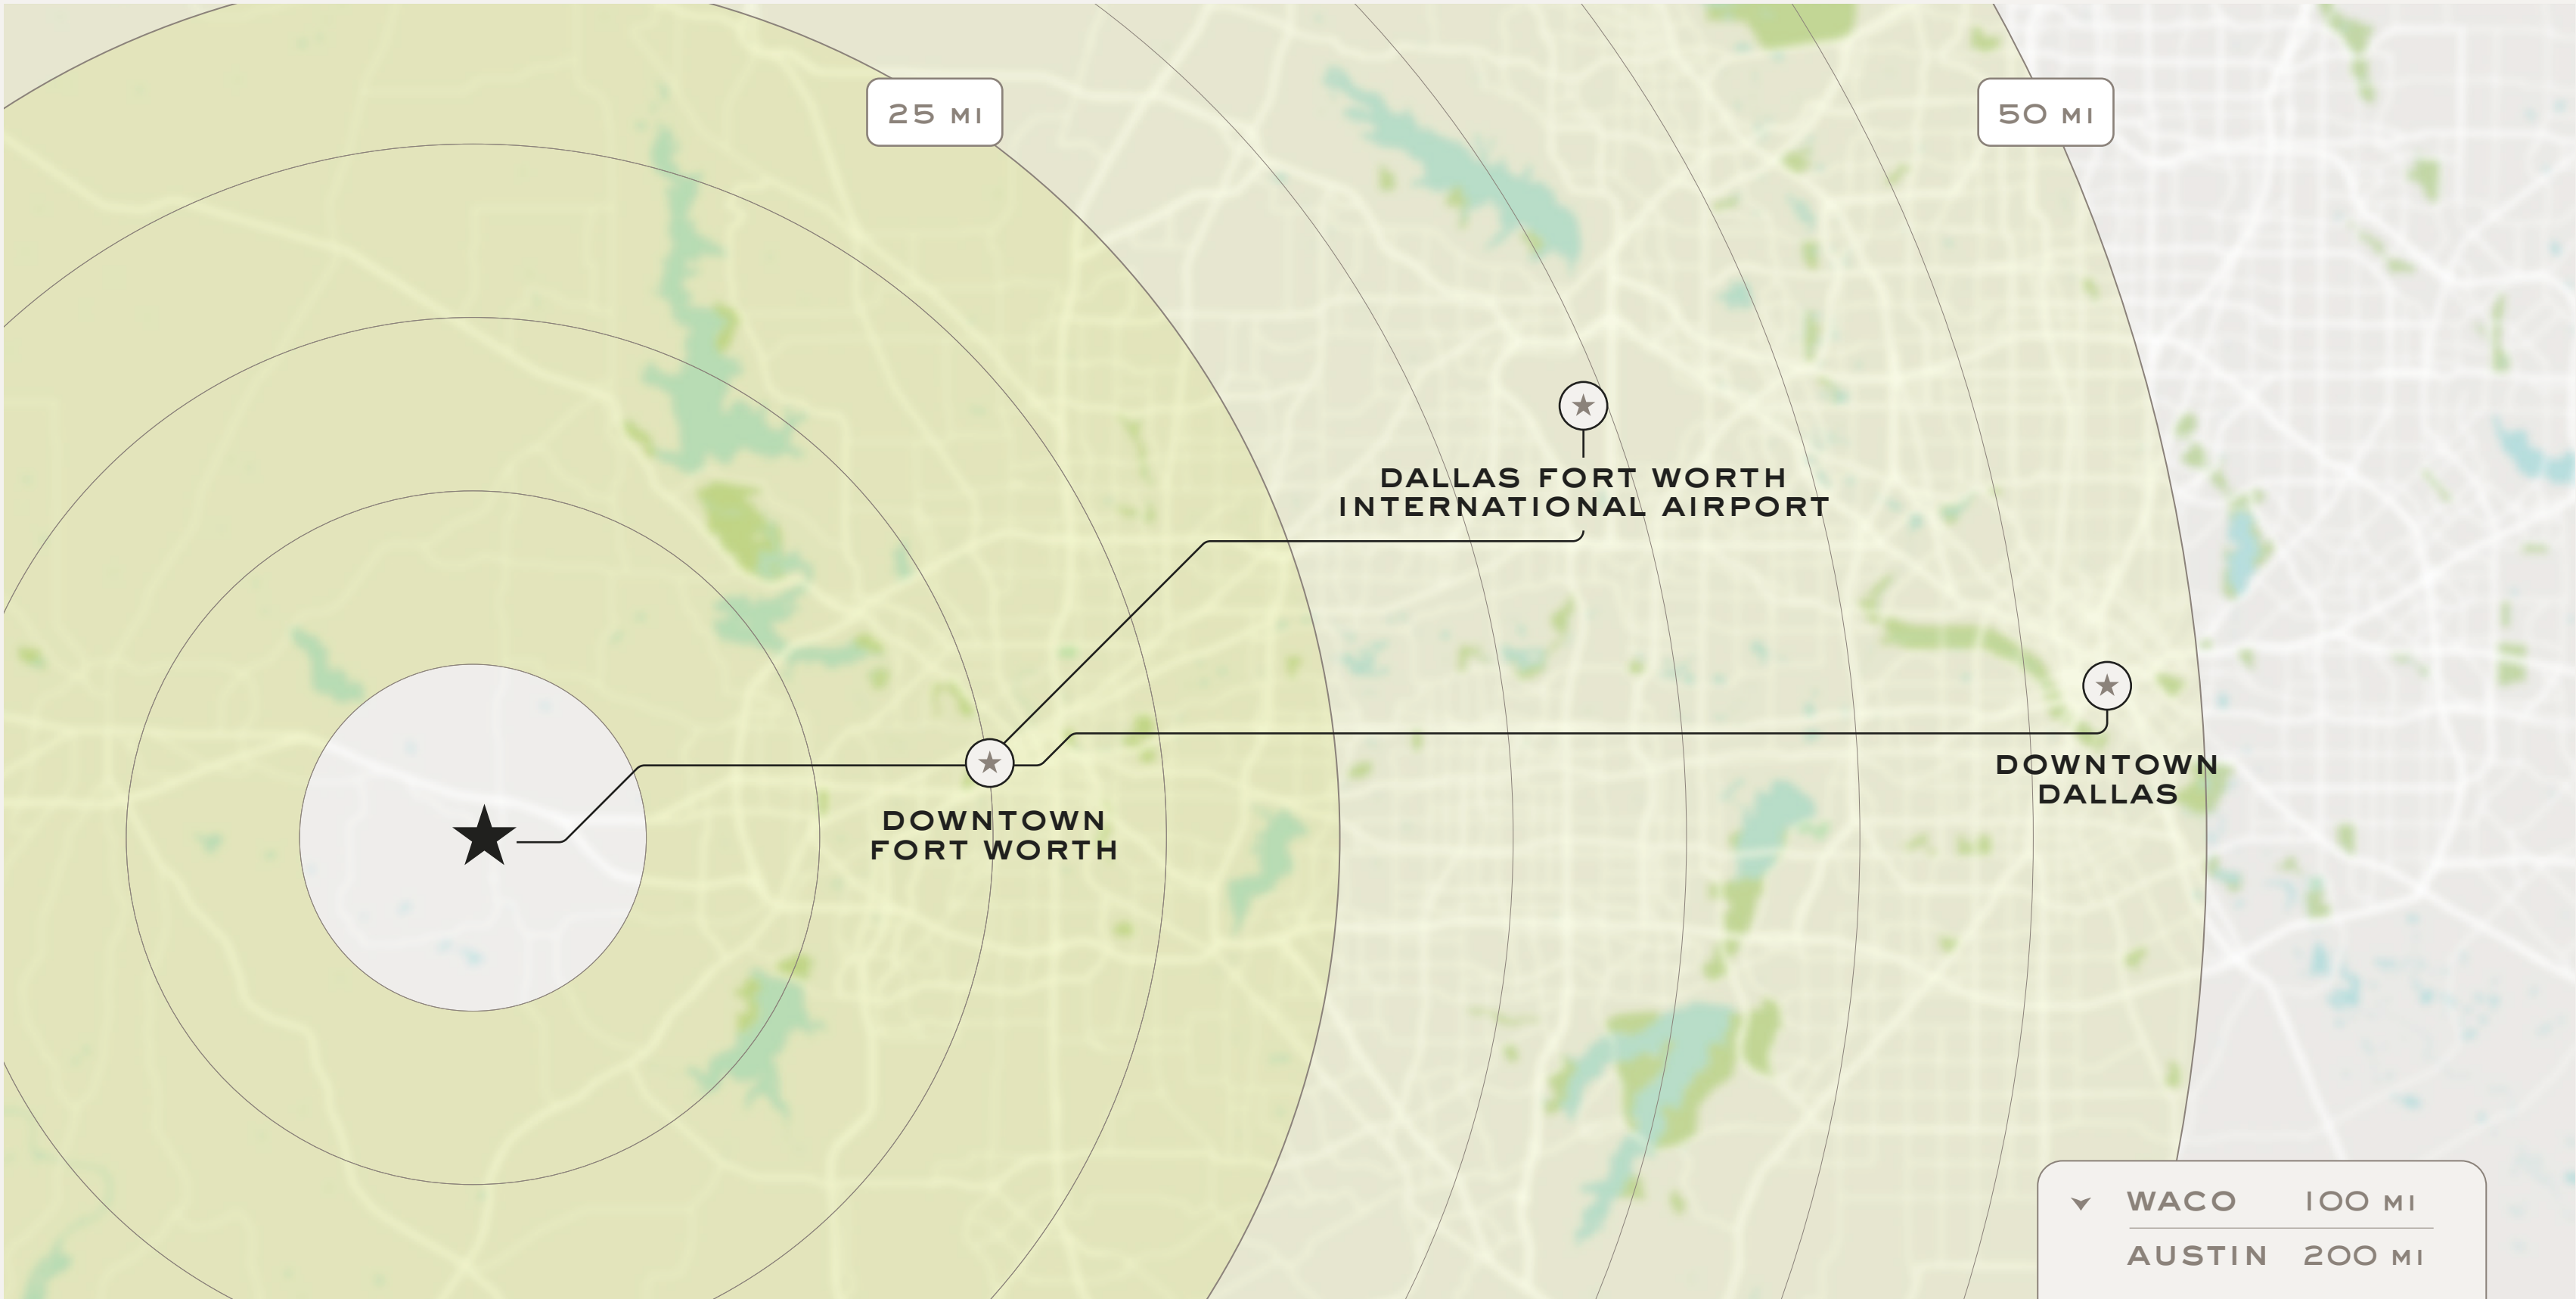 25 MI
50 MI
DALLAS FORT WORTH
INTERNATIONAL AIRPORT
DOWNTOWN
DALLAS
DOWNTOWN
FORT WORTH
WACO 100 MI
AUSTIN 200 MI